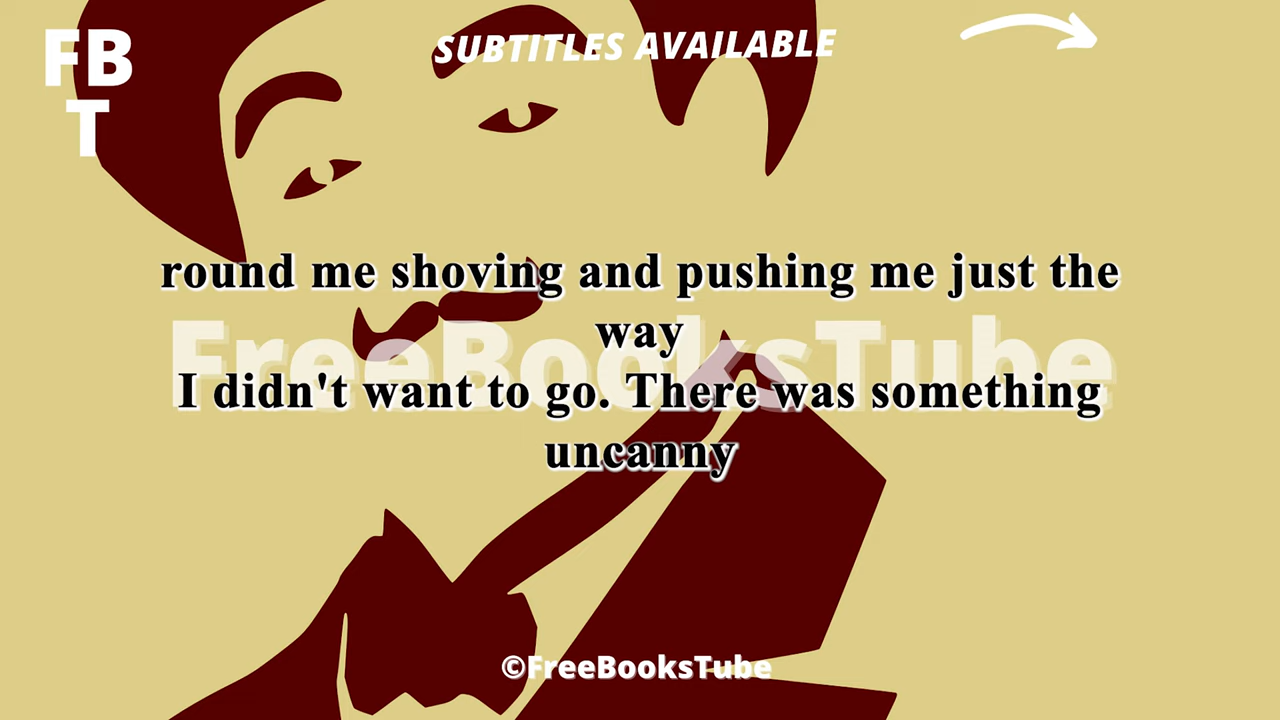 FB
T
SUBTITLES AVAILABLE
round me shoving and pushing me just the
way
FreeBooksTube
I didn't want to go. There was something
uncanny
©FreeBooksTube